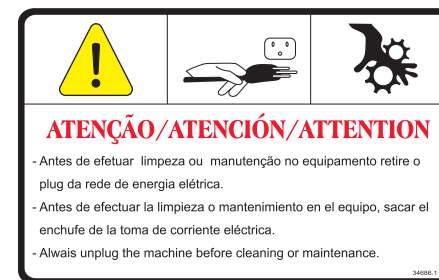 ATENÇÃO/ATENCIÓN/ATTENTION
- Antes de efetuar limpeza ou manutenção no equipamento retire o
plug da rede de energia elétrica.
- Antes de efectuar la limpieza o mantenimiento en el equipo, sacar el
enchufe de la toma de corriente eléctrica.
- Alwais unplug the machine before cleaning or maintenance.
34686.1